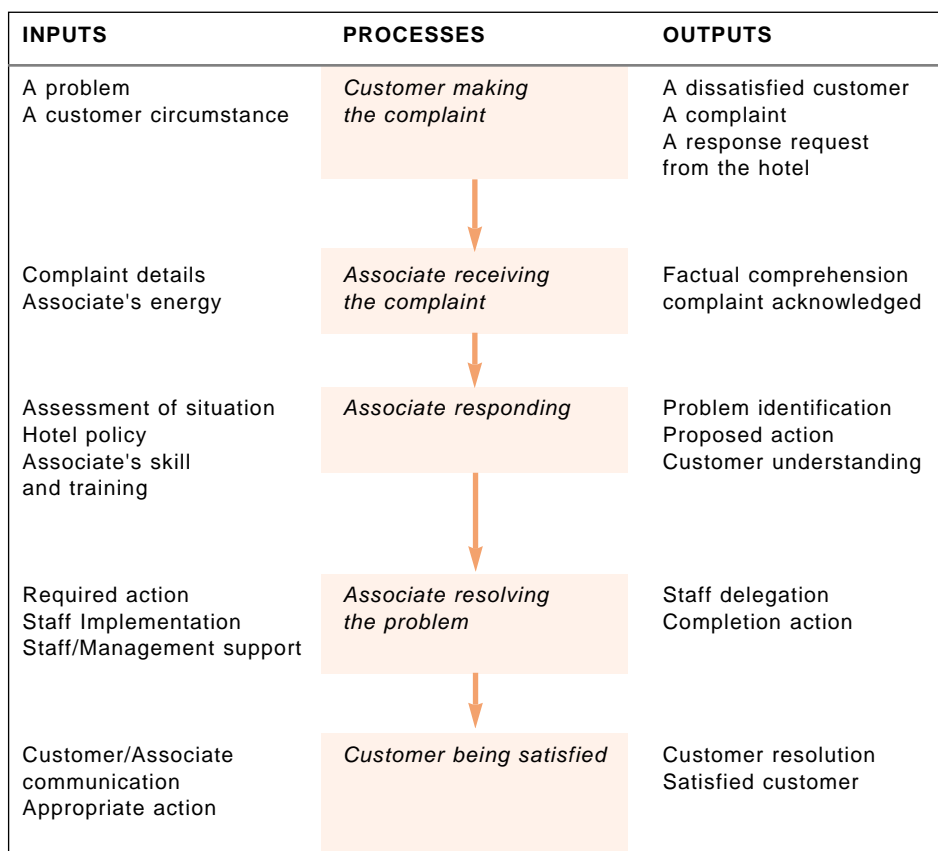 INPUTS PROCESSES OUTPUTS
A problem
A customer circumstance
Customer making
the complaint
A dissatisfied customer
A complaint
A response request
from the hotel
Complaint details
Associate's energy
Associate receiving
the complaint
Factual comprehension
complaint acknowledged
Assessment of situation
Hotel policy
Associate's skill
and training
Associate responding
Problem identification
Proposed action
Customer understanding
Required action
Staff Implementation
Staff/Management support
Associate resolving
the problem
Staff delegation
Completion action
Customer/Associate
communication
Appropriate action
Customer being satisfied
Customer resolution
Satisfied customer